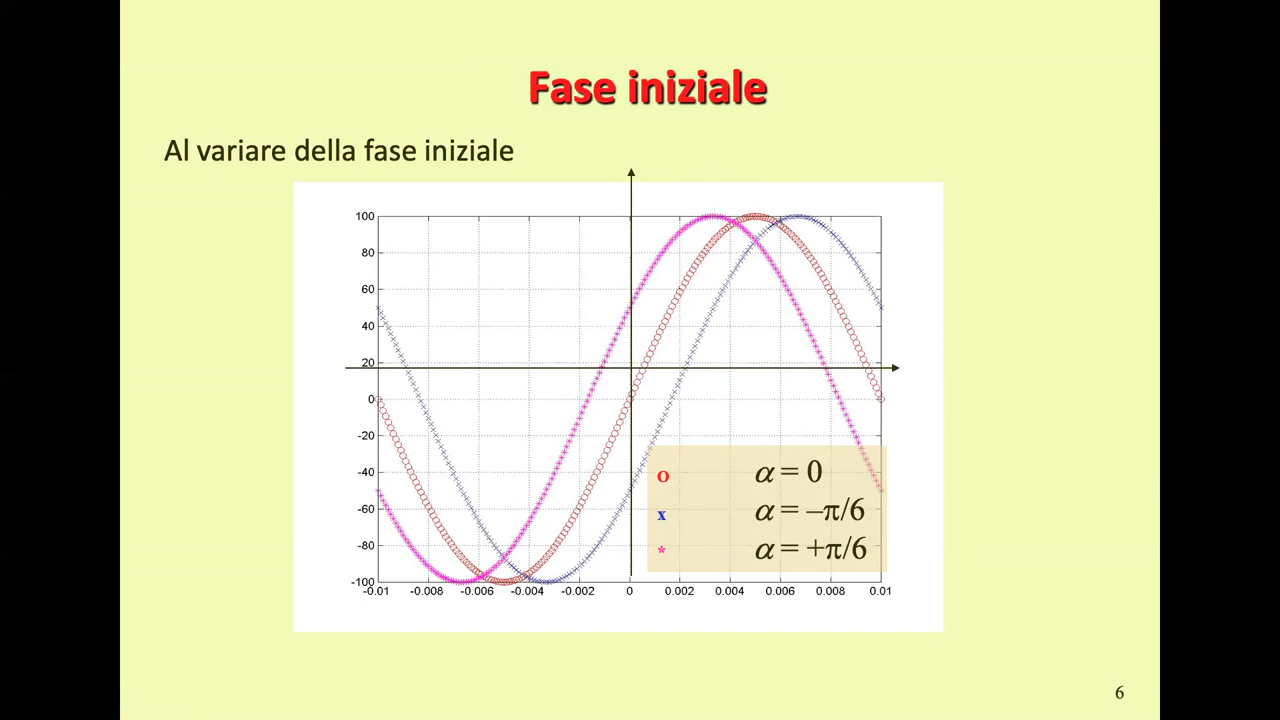 Fase iniziale
Al variare della fase iniziale
100
80
60
40
20
0
-20
-40
-60
-80
-100
-0.01 -0.008 -0.006 -0.004 -0.002 0 0.002 0.004 0.006 0.008 0.01
o α = 0
x α = –π/6
* α = +π/6
6